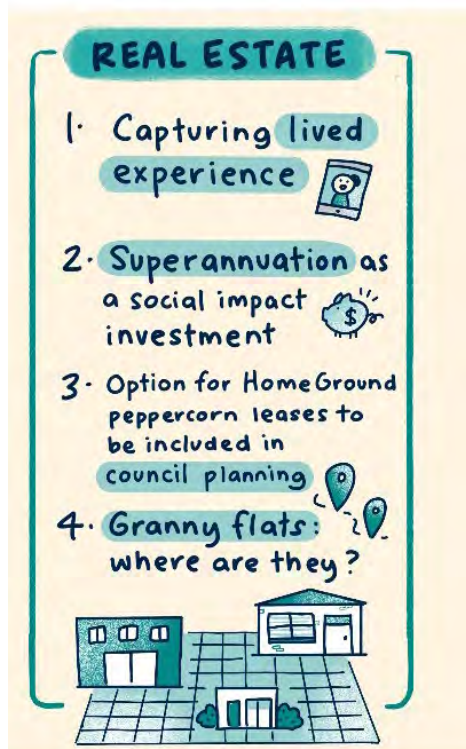 REAL ESTATE
1. Capturing lived
experience
2. Superannuation as
a social impact
investment
$
3. Option for HomeGround
peppercorn leases to
be included in
council planning
4. Granny flats:
where are they?